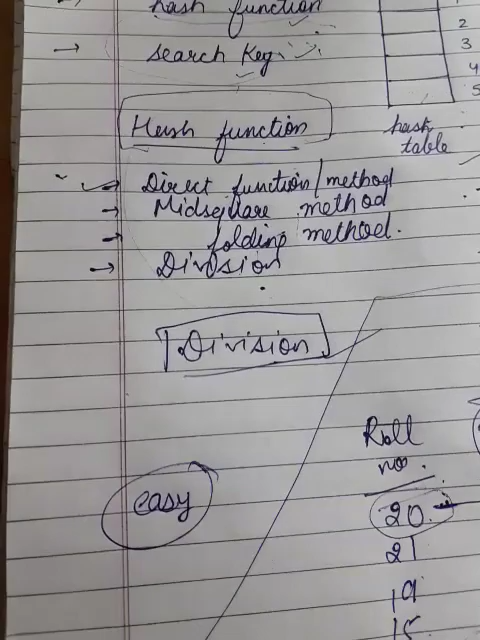 hash function
→ search Key
2
3
4
5
Hash function
hash
table
→ Direct function/method
→ Midsquare method
→ folding method.
→ Division
Division
Roll
no.
easy
20
21
19
15